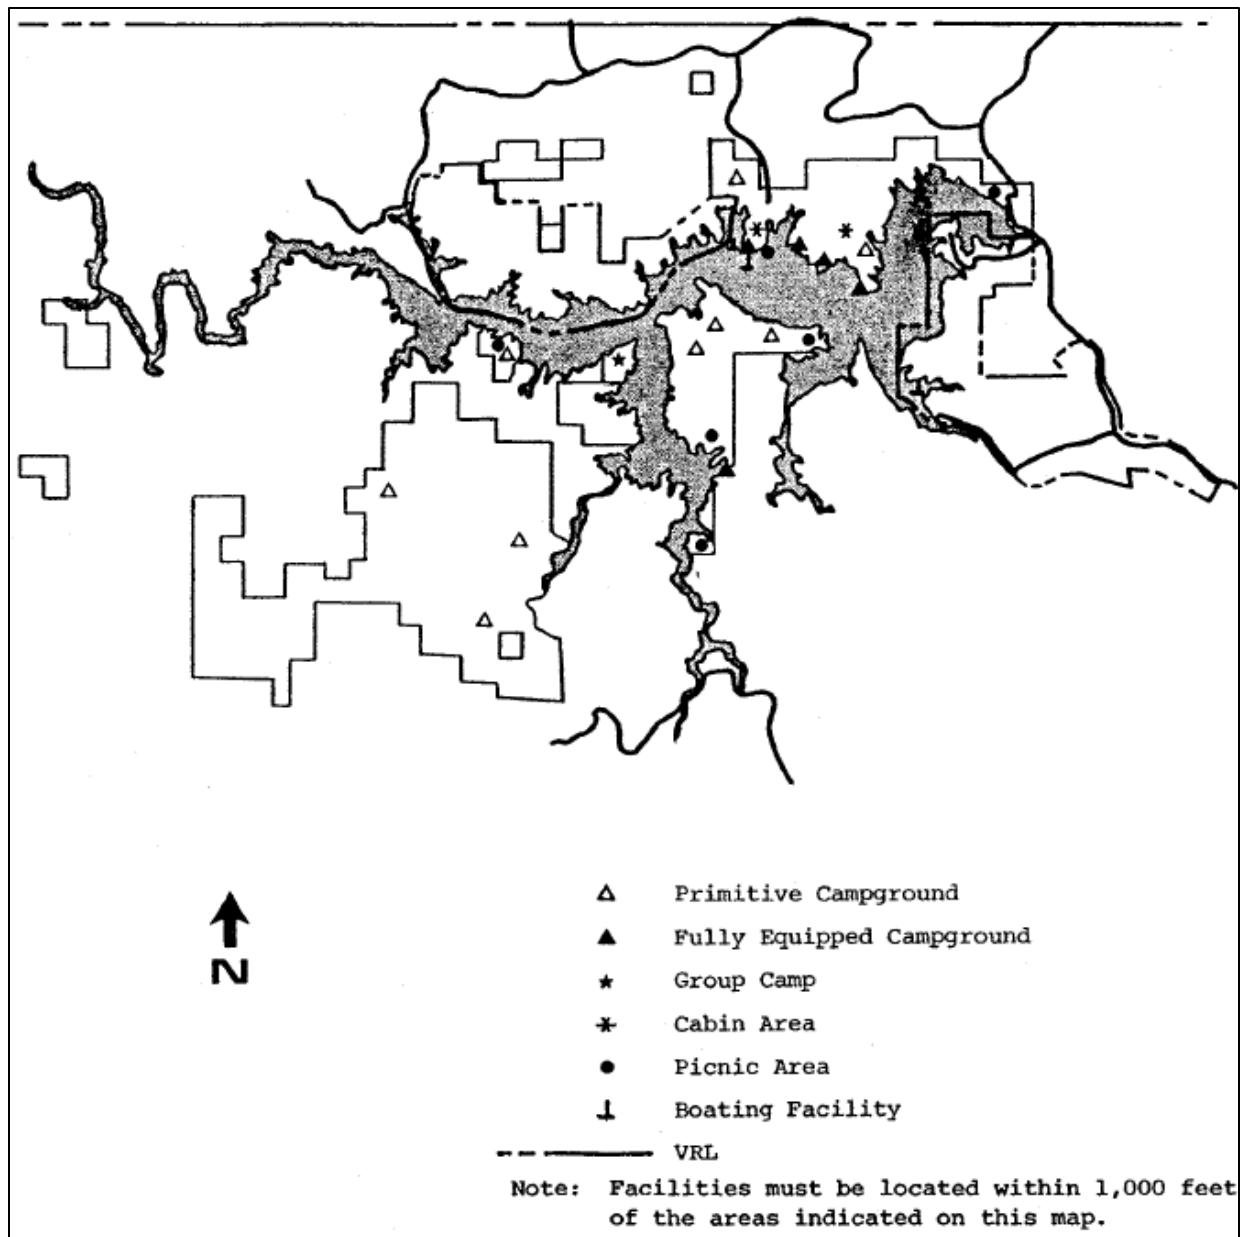 N
Primitive Campground
Fully Equipped Campground
Group Camp
Cabin Area
Picnic Area
Boating Facility
VRL
Note: Facilities must be located within 1,000 feet
of the areas indicated on this map.